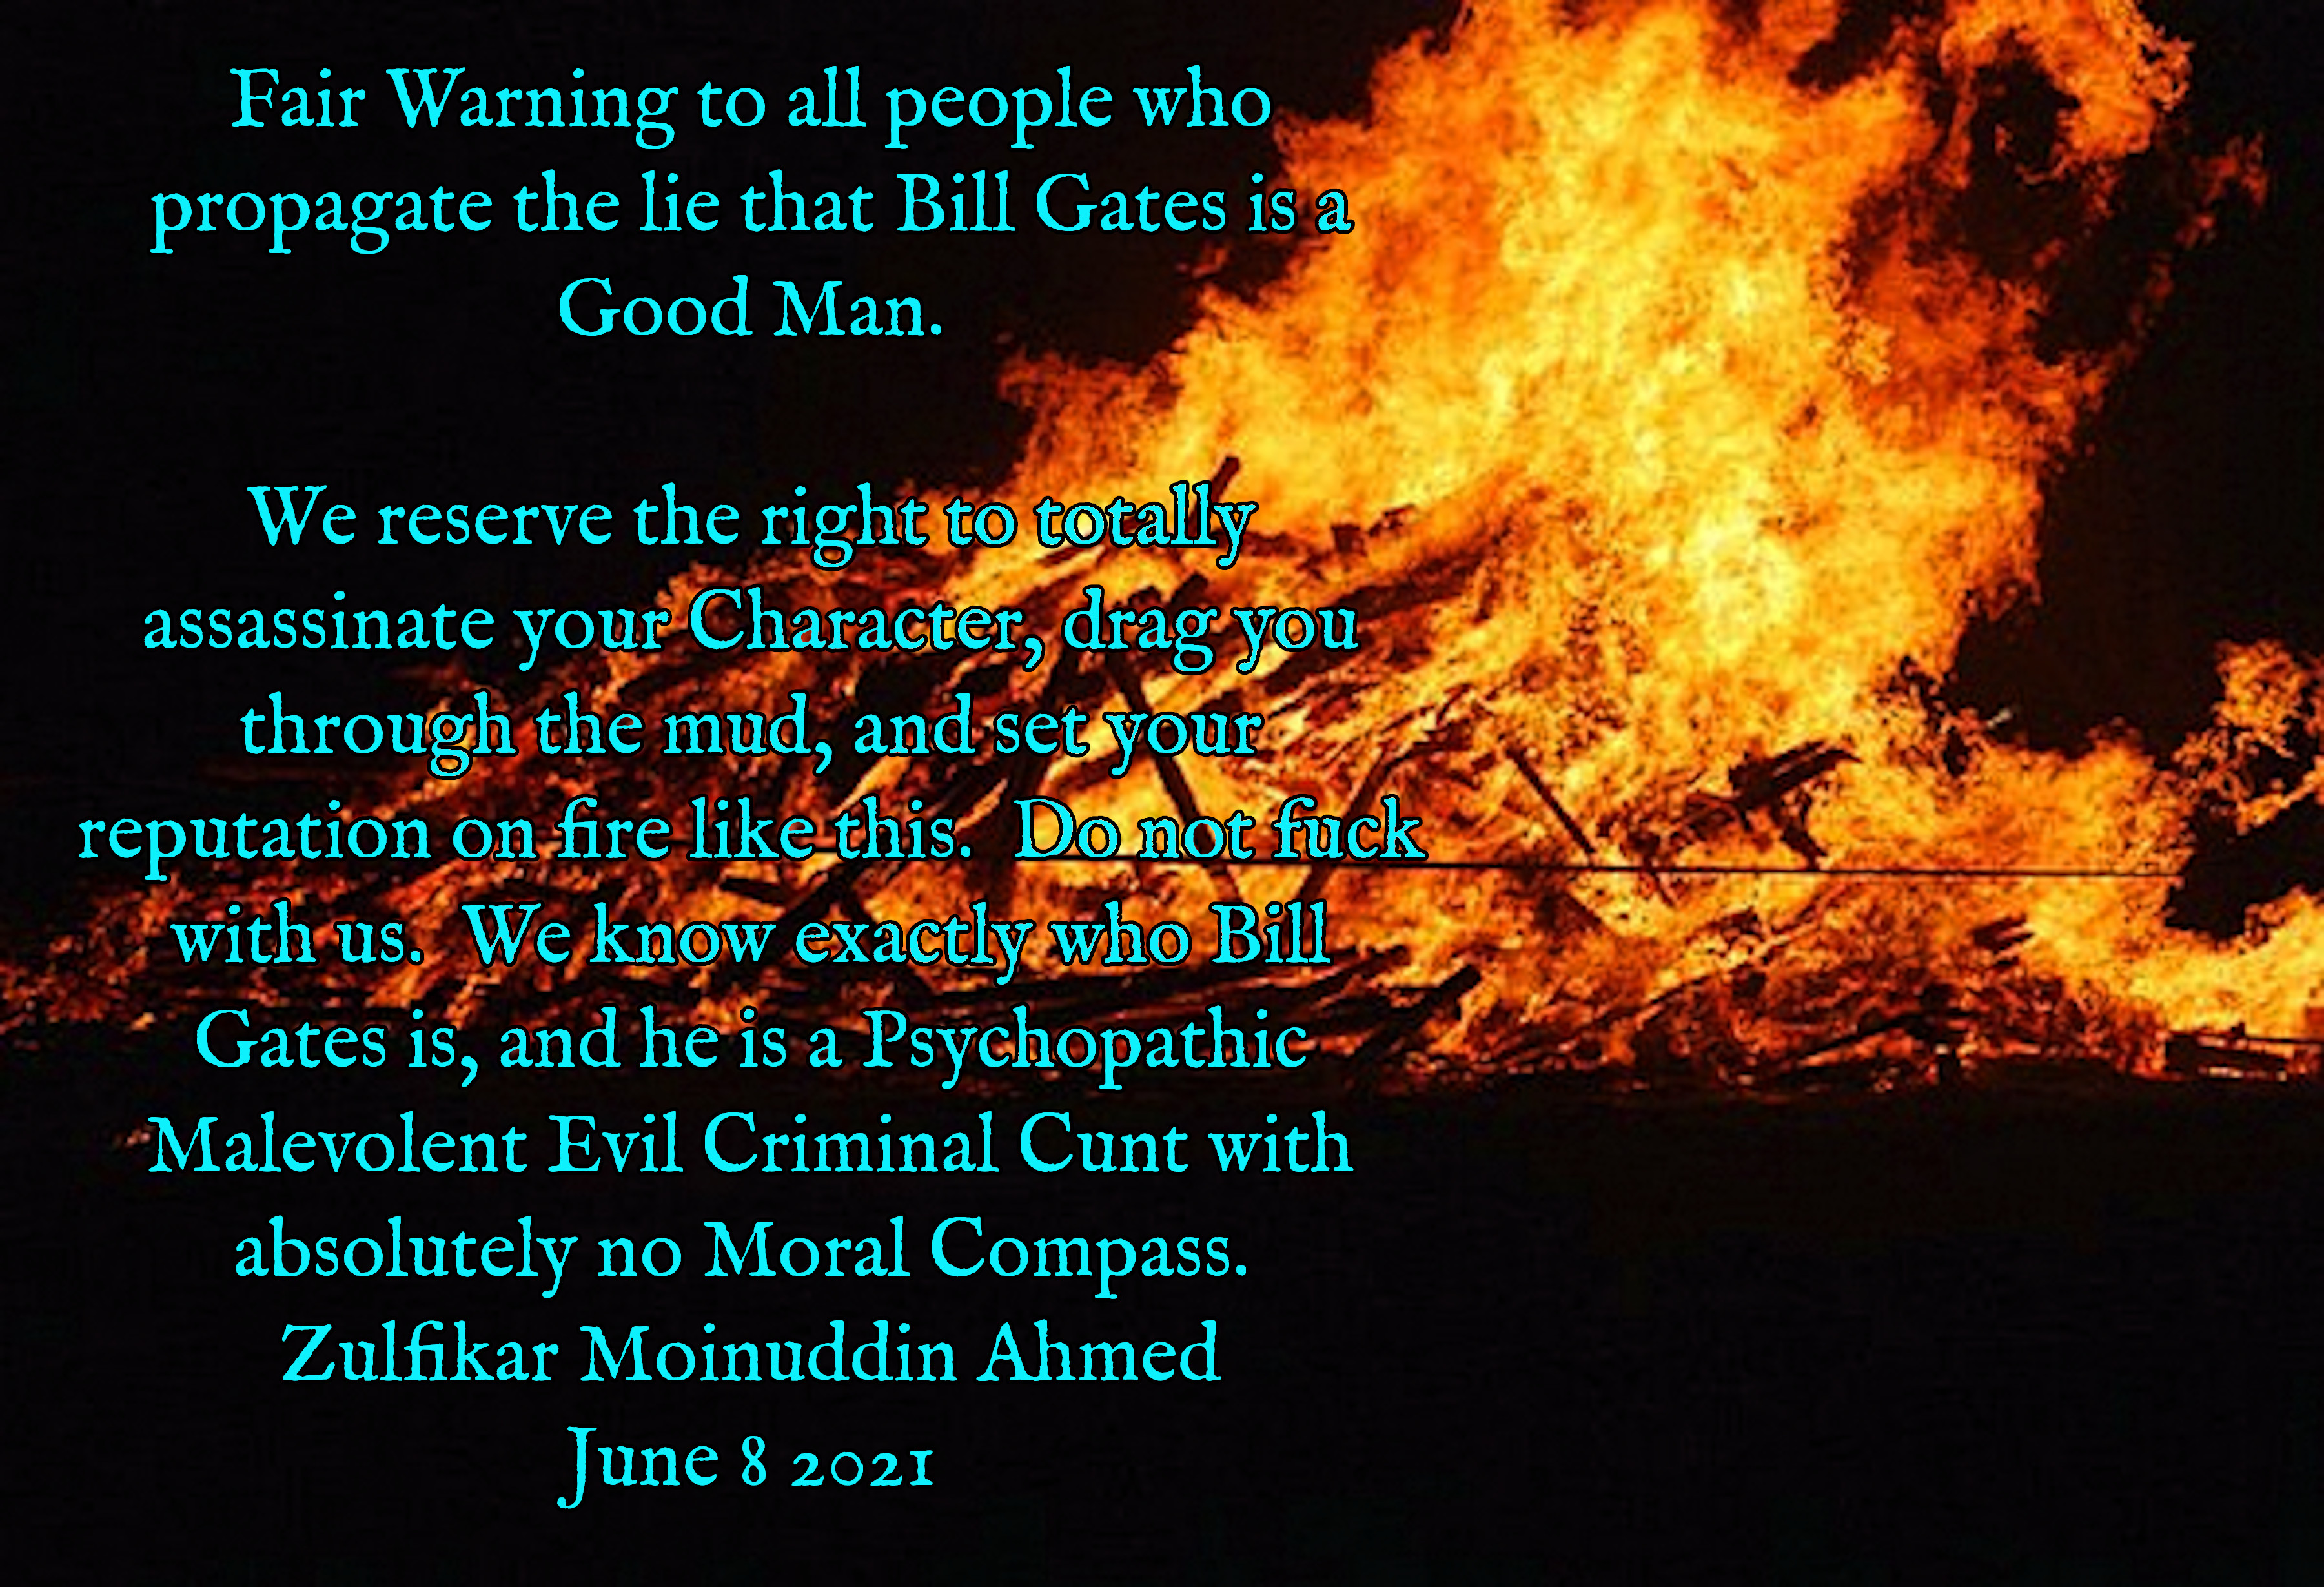 Fair Warning to all people who
propagate the lie that Bill Gates is a
Good Man.
We reserve the right to totally
assassinate your Character, drag you
through the mud, and set your
reputation on fire like this.  Do not fuck
with us.  We know exactly who Bill
Gates is, and he is a Psychopathic
Malevolent Evil Criminal Cunt with
absolutely no Moral Compass.
Zulfikar Moinuddin Ahmed
June 8 2021